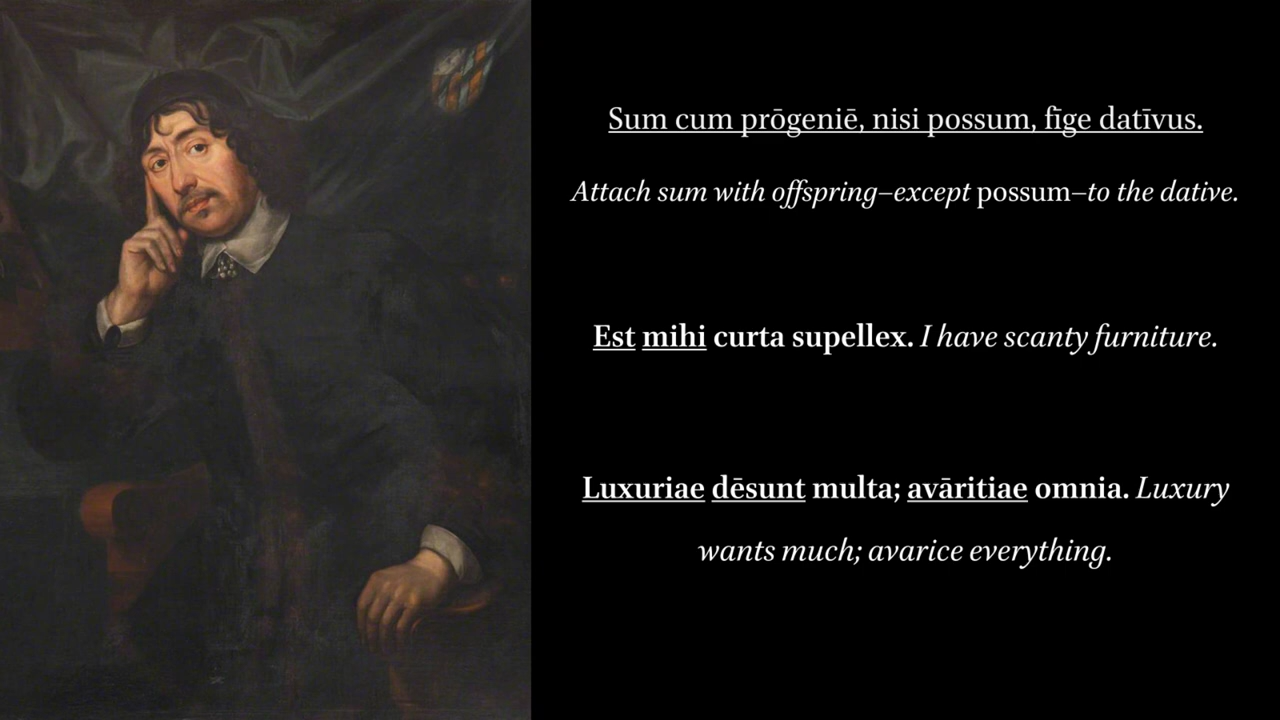 Sum cum prōgeniē, nisi possum, fīge datīvus.
Attach sum with offspring–except possum–to the dative.
Est mihi curta supellex. I have scanty furniture.
Luxuriae dēsunt multa; avāritiae omnia. Luxury
wants much; avarice everything.